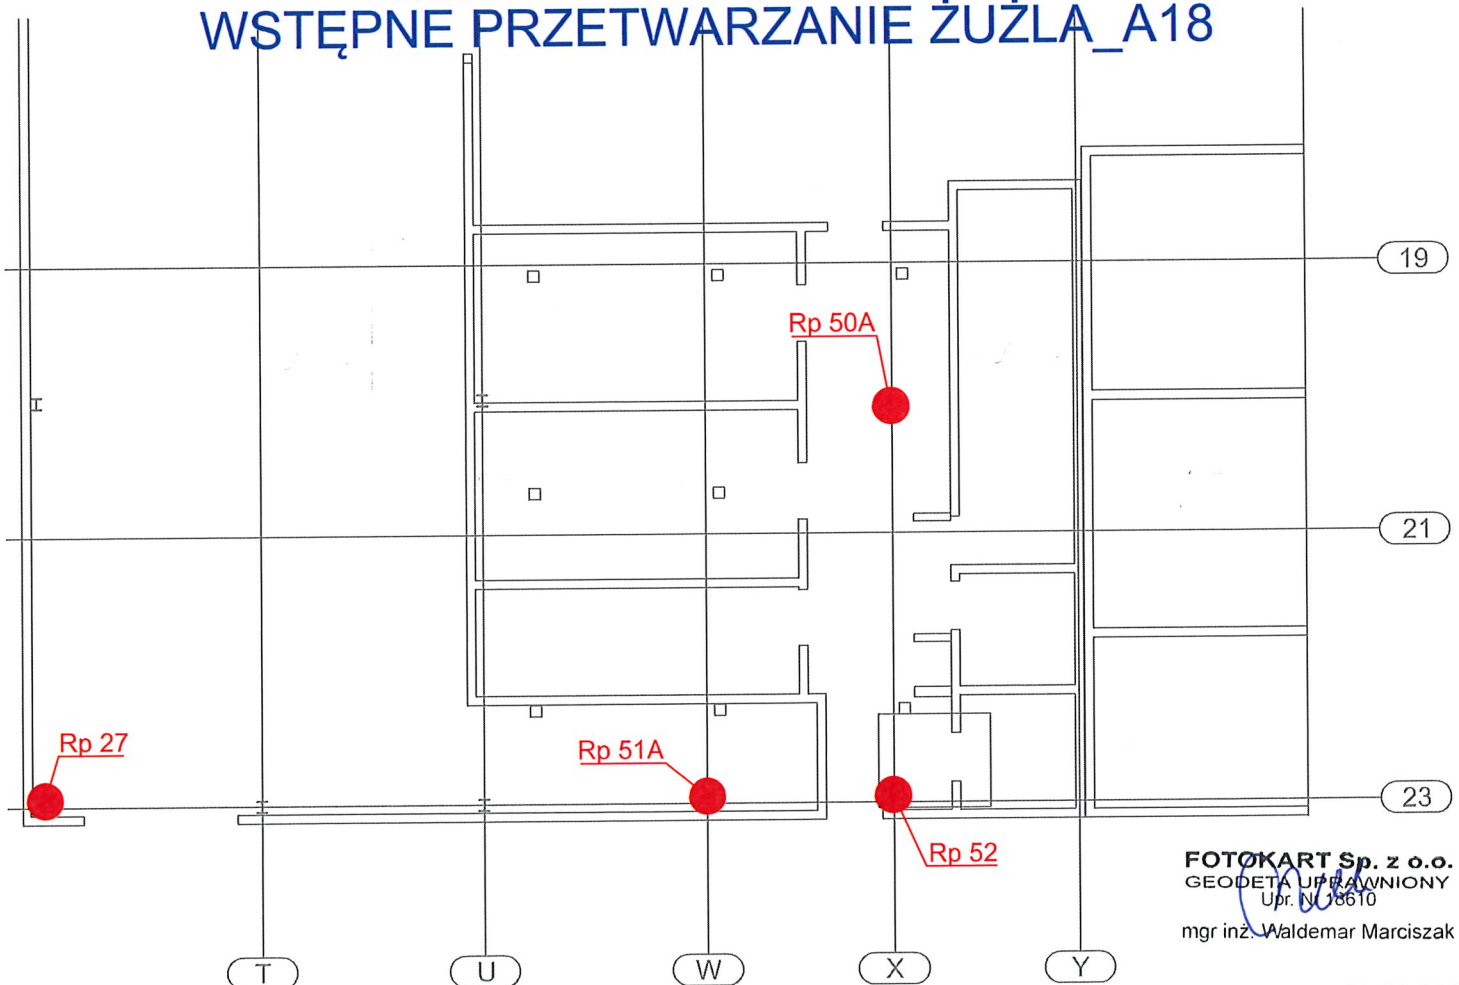 WSTĘPNE PRZETWARZANIE ŻUŻLA_A18
19
Rp 50A
21
Rp 27
Rp 51A
23
Rp 52
FOTOKART Sp. z o.o.
GEODETA UPRAWNIONY
Upr. Nr 18610
mgr inż. Waldemar Marciszak
T
U
W
X
Y